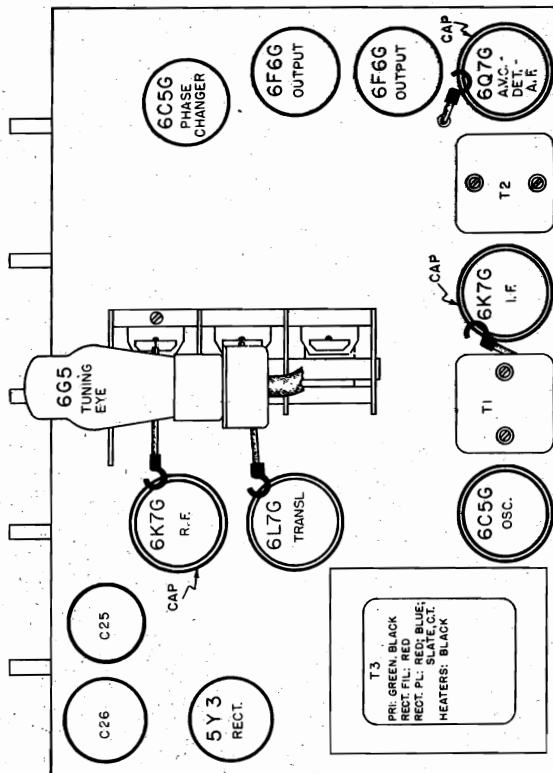 6C5G
PHASE
CHANGER
6F6G
OUTPUT
6F6G
OUTPUT
CAP
6Q7G
A.V.C.-
DET.-
A.F.
T2
CAP
6K7G
I.F.
6G5
TUNING
EYE
T1
6K7G
R.F.
CAP
6L7G
TRANSL
6C5G
OSC.
C25
C26
5Y3
RECT.
T3
PRI: GREEN, BLACK
RECT. FIL: RED
RECT. PL: RED; BLUE;
SLATE, C.T.
HEATERS: BLACK